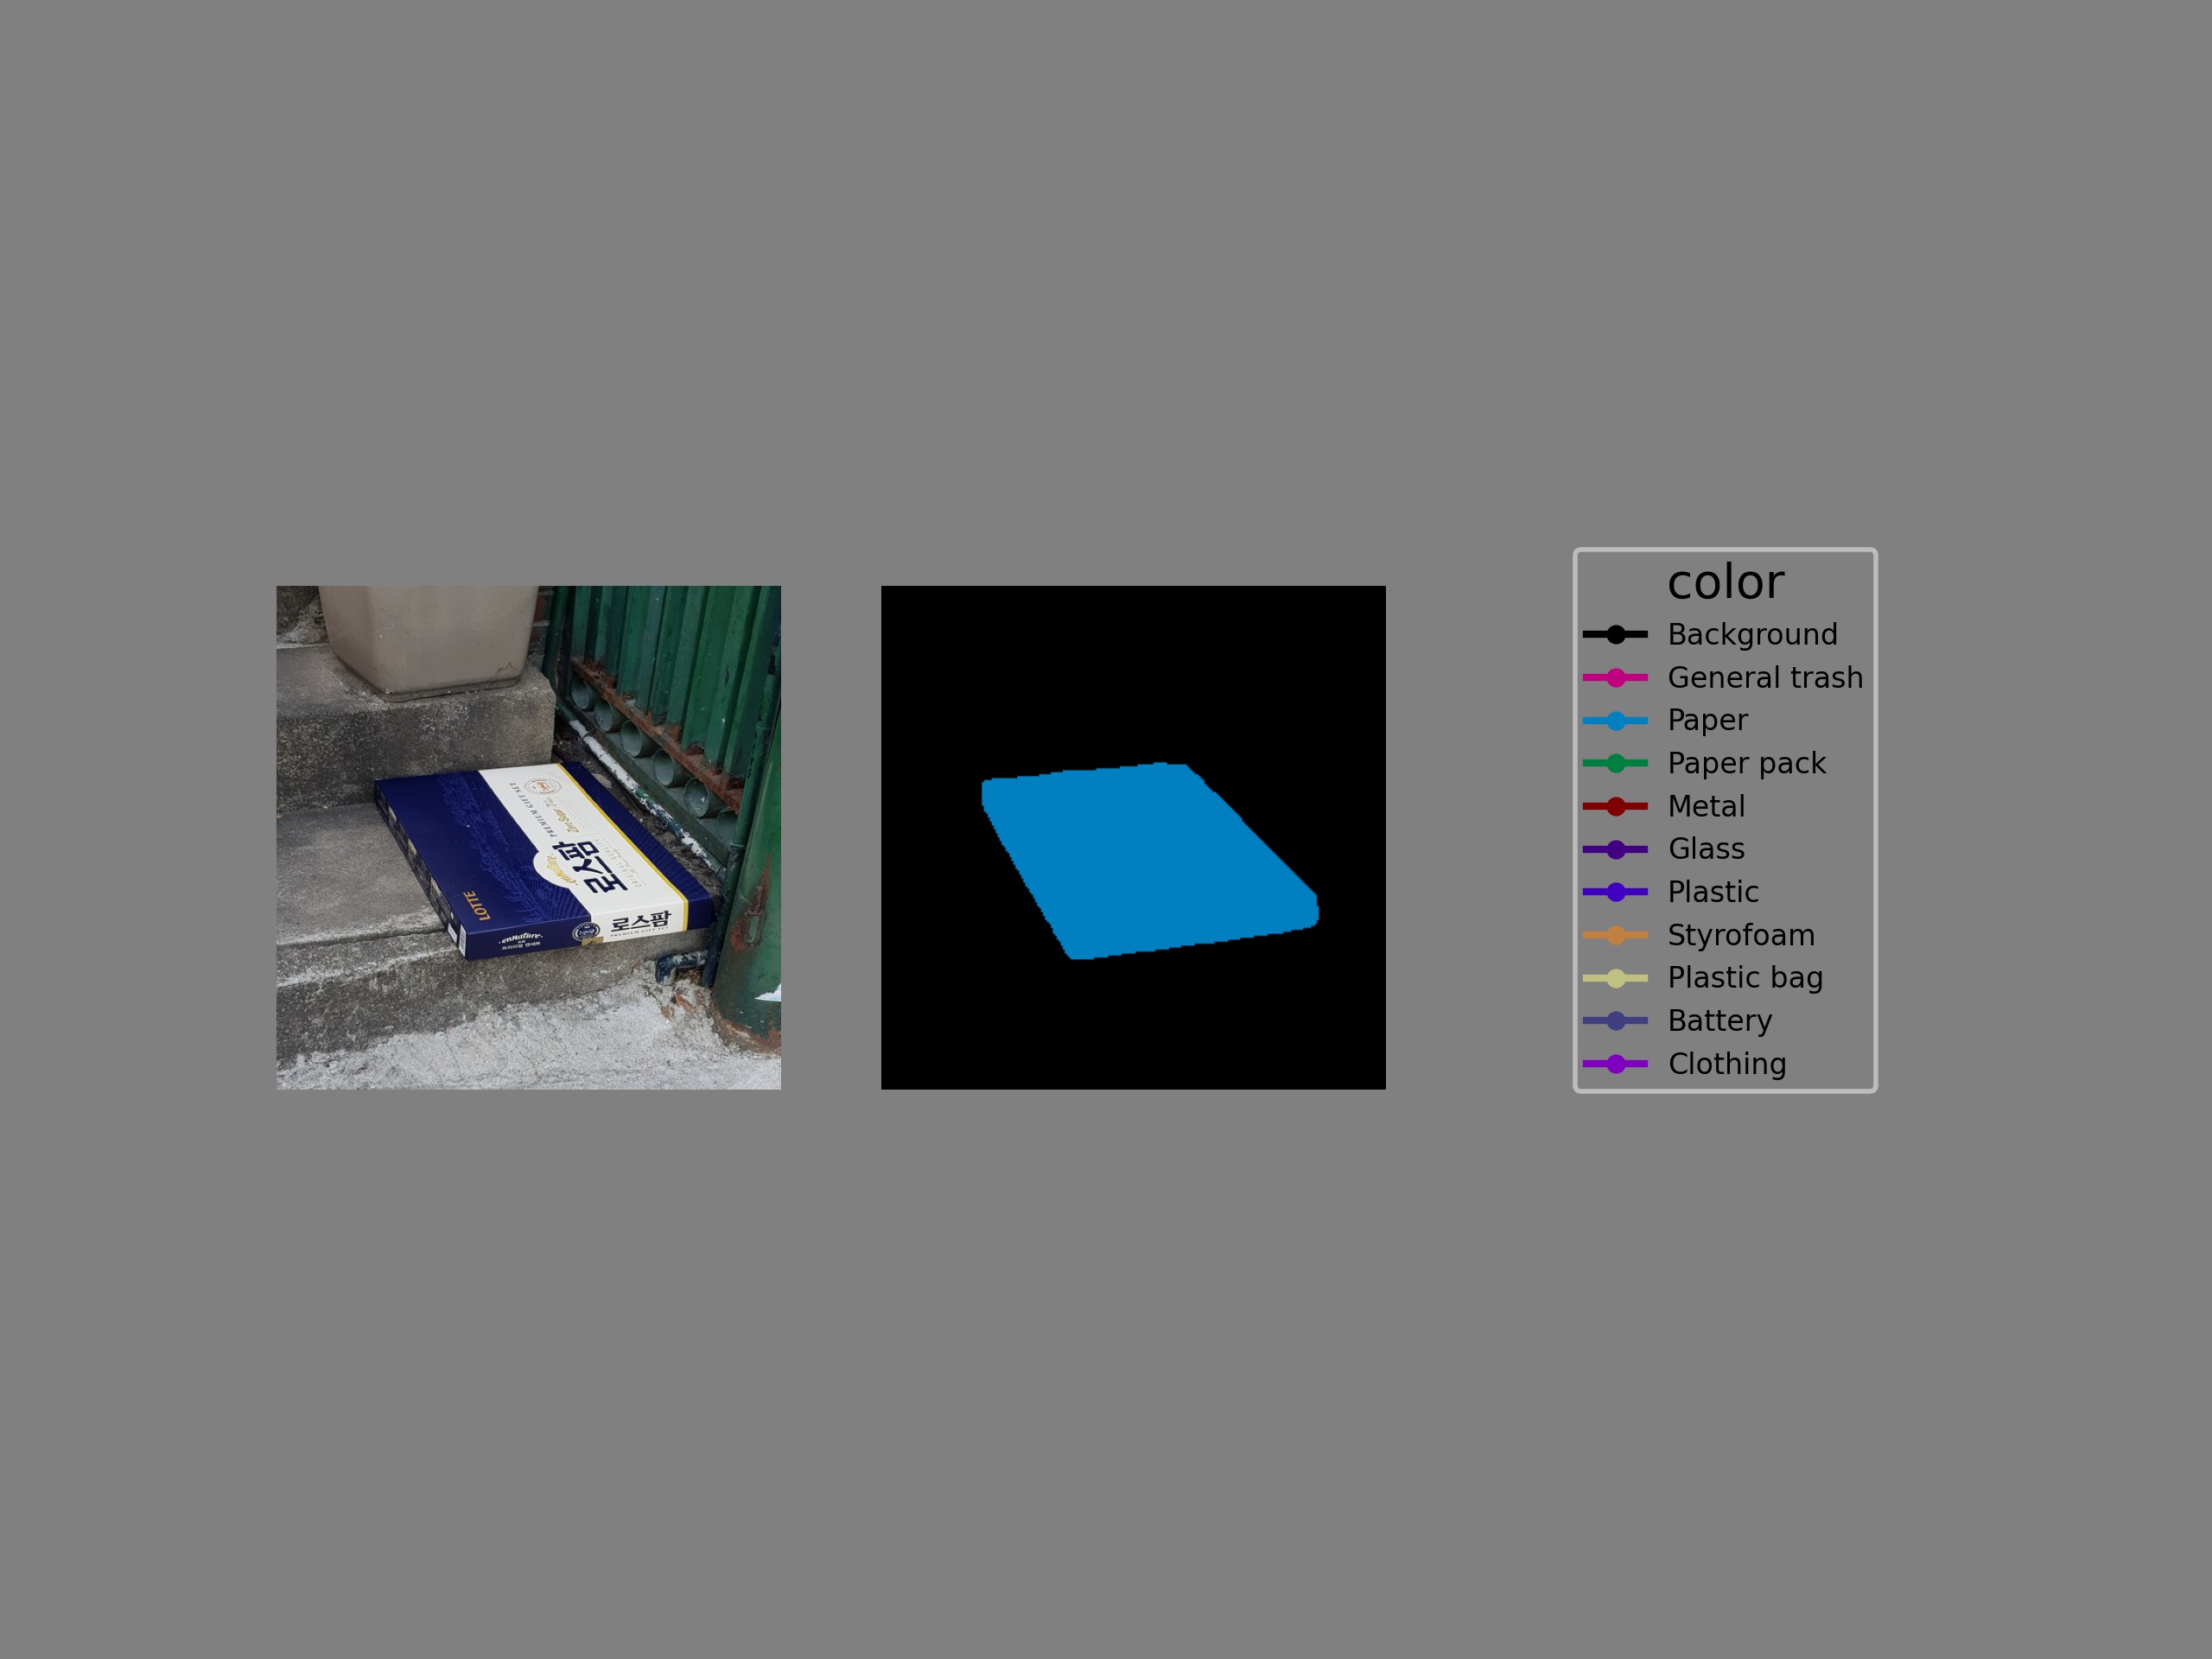 PREMIUM GIFT SET
로스팜
enNature
LOTTE
enNature
로스팜
PREMIUM GIFT SET
color
Background
General trash
Paper
Paper pack
Metal
Glass
Plastic
Styrofoam
Plastic bag
Battery
Clothing